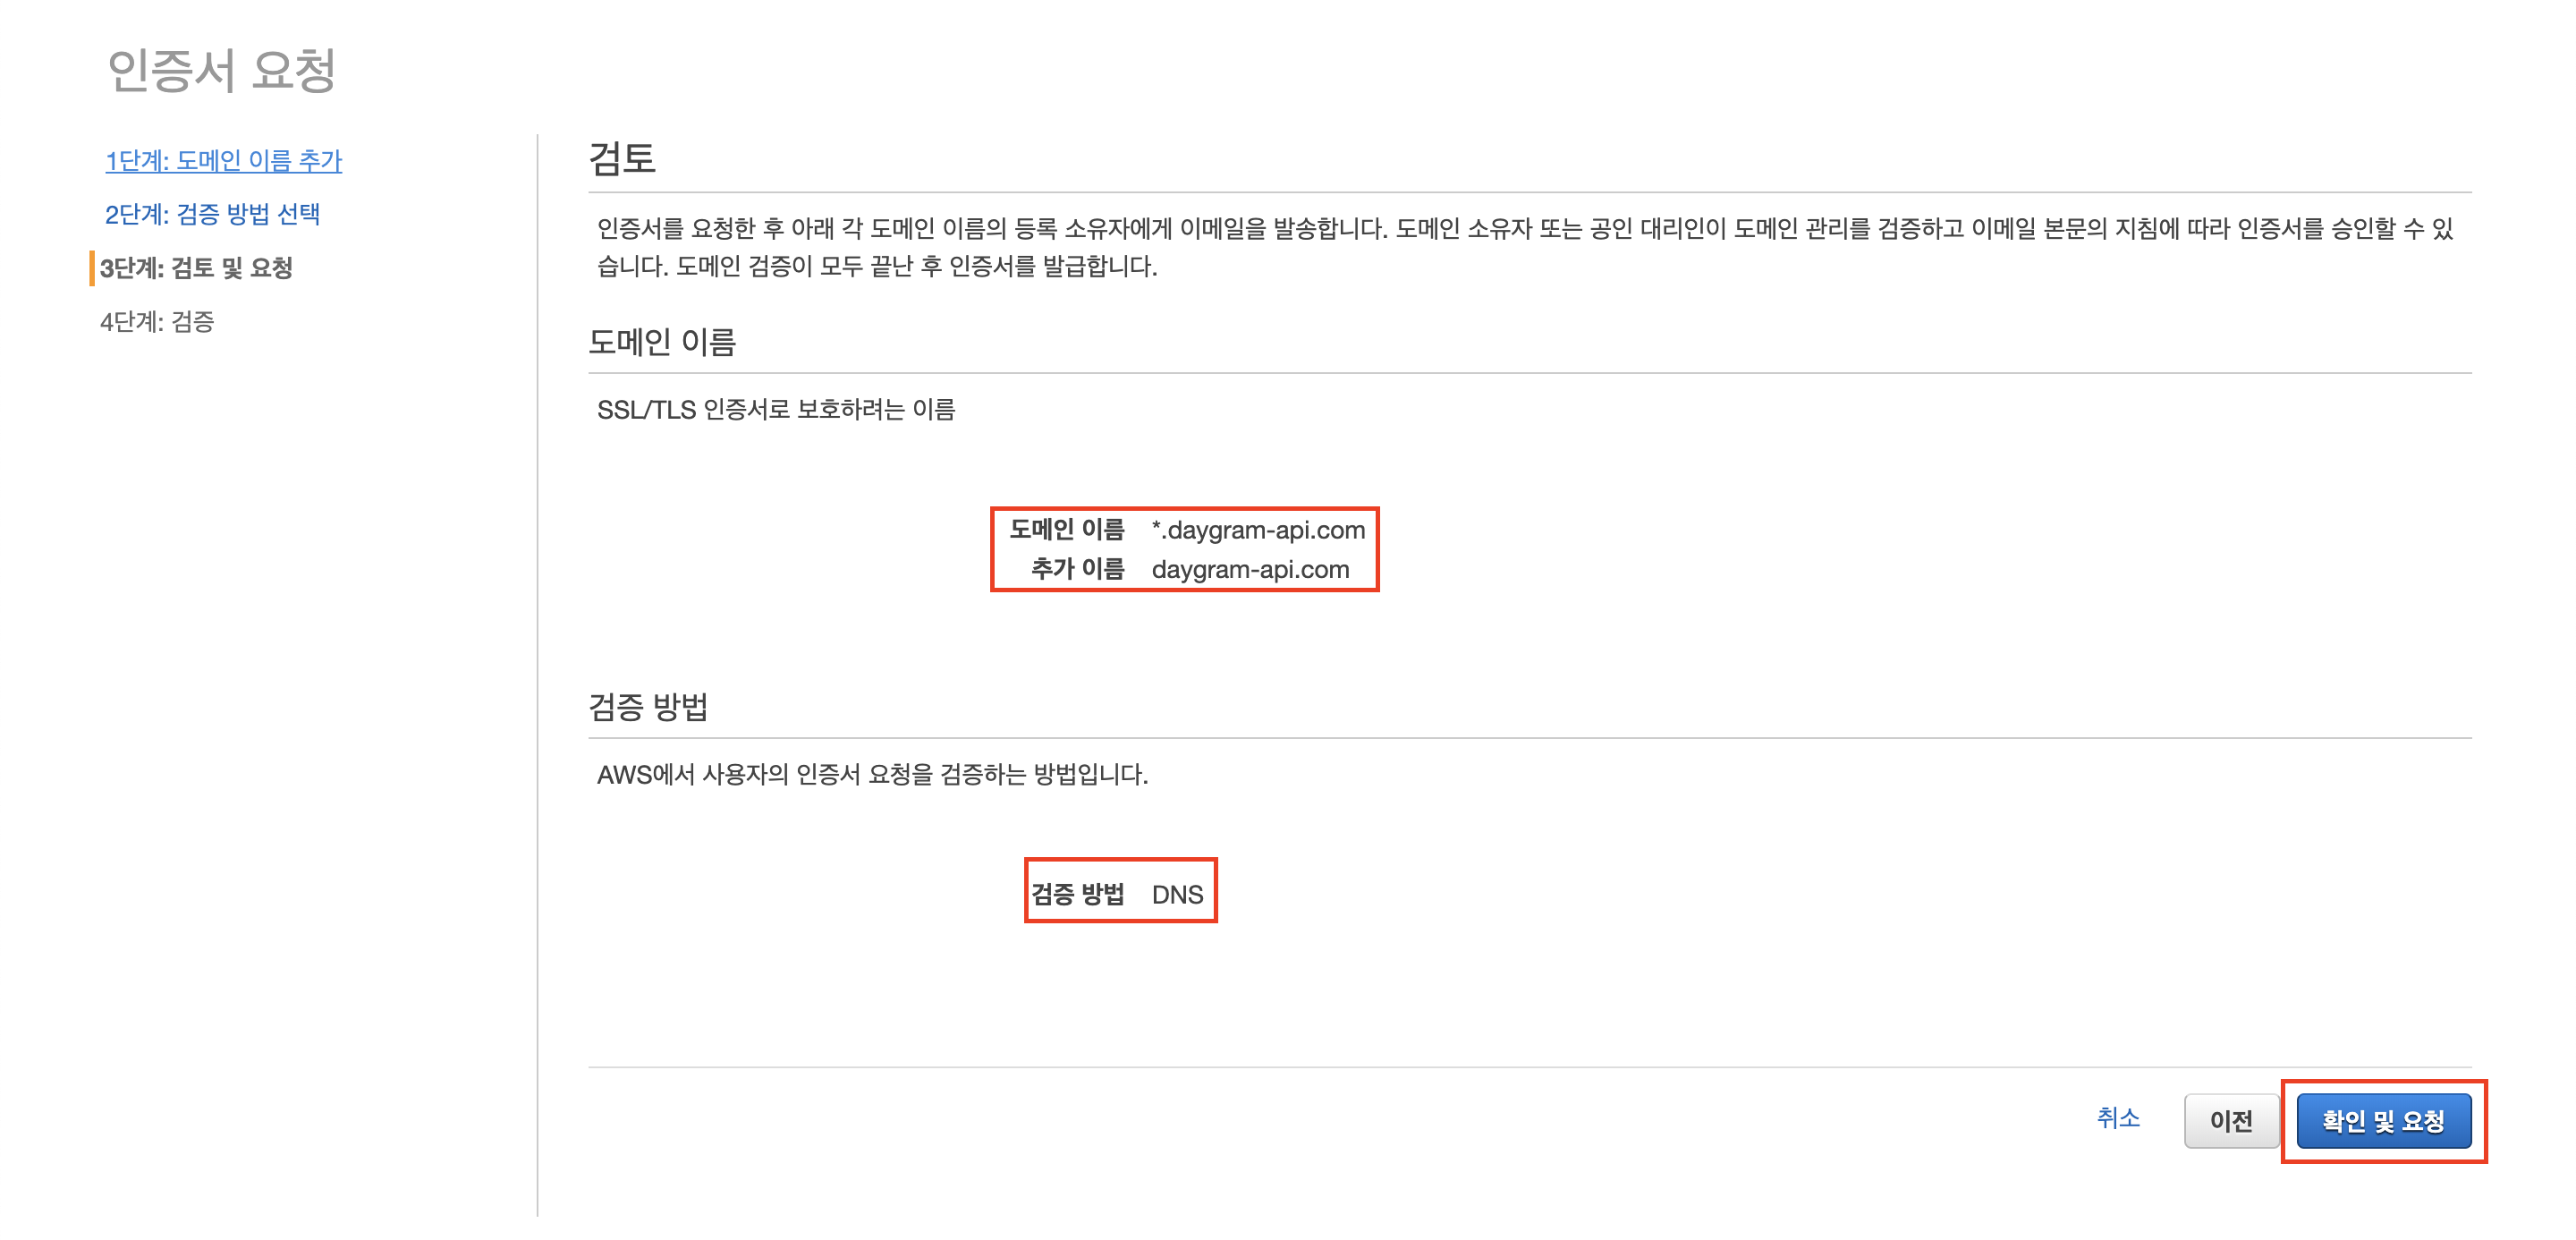 인증서 요청
1단계: 도메인 이름 추가
2단계: 검증 방법 선택
3단계: 검토 및 요청
4단계: 검증
검토
인증서를 요청한 후 아래 각 도메인 이름의 등록 소유자에게 이메일을 발송합니다. 도메인 소유자 또는 공인 대리인이 도메인 관리를 검증하고 이메일 본문의 지침에 따라 인증서를 승인할 수 있
습니다. 도메인 검증이 모두 끝난 후 인증서를 발급합니다.
도메인 이름
SSL/TLS 인증서로 보호하려는 이름
도메인 이름 *.daygram-api.com
추가 이름 daygram-api.com
검증 방법
AWS에서 사용자의 인증서 요청을 검증하는 방법입니다.
검증 방법 DNS
취소 이전 확인 및 요청